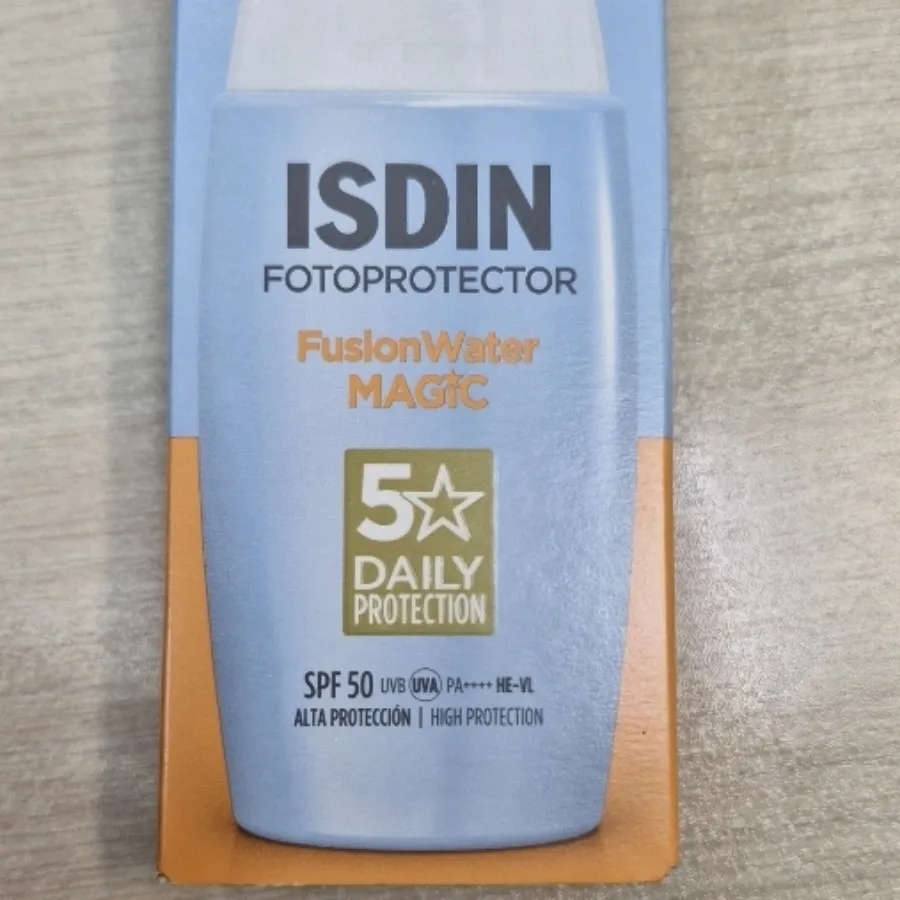 ISDIN
FOTOPROTECTOR
FusionWater
MAGIC
5☆
DAILY
PROTECTION
SPF 50 UVB UVA PA++++ HE-VL
ALTA PROTECCIÓN | HIGH PROTECTION